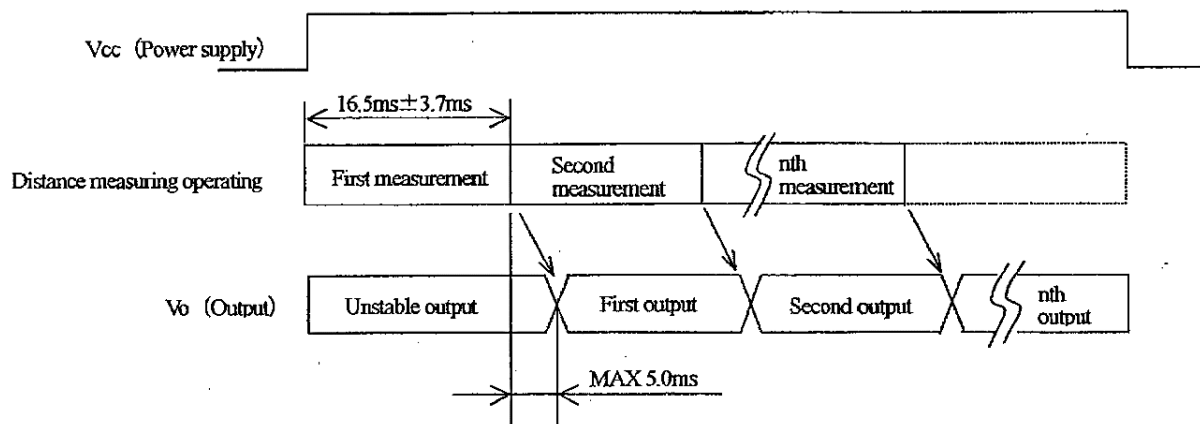 Vcc (Power supply)
16.5ms±3.7ms
Distance measuring operating
First measurement
Second
measurement
nth
measurement
Vo (Output)
Unstable output
First output
Second output
nth
output
MAX 5.0ms